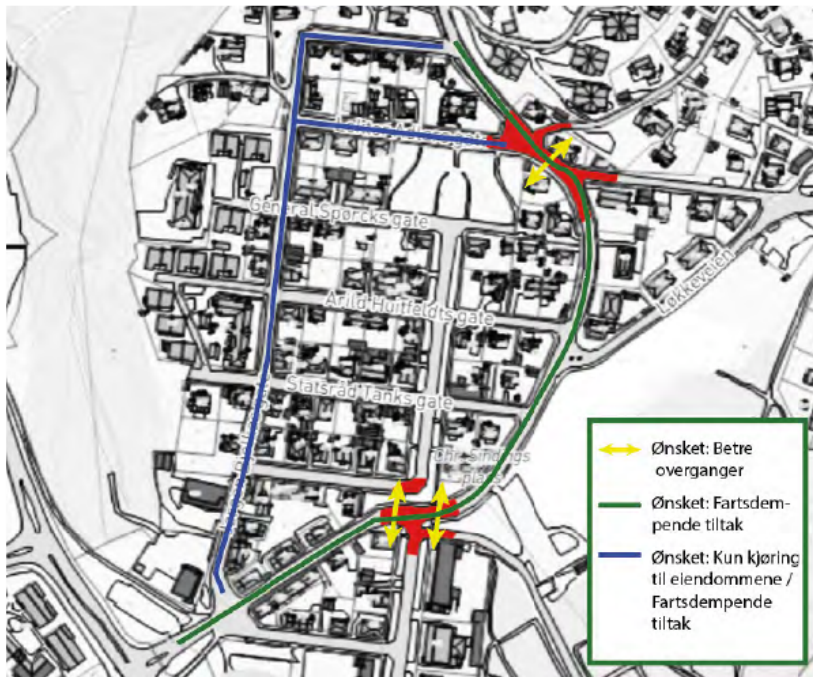 General Spørcks gate
Arild Huitfeldts gate
Løkkeveien
Statsråd Tanks gate
Chr. Sindings
plass
Ønsket: Betre
overganger
Ønsket: Fartsdem-
pende tiltak
Ønsket: Kun kjøring
til eiendommene /
Fartsdempende
tiltak